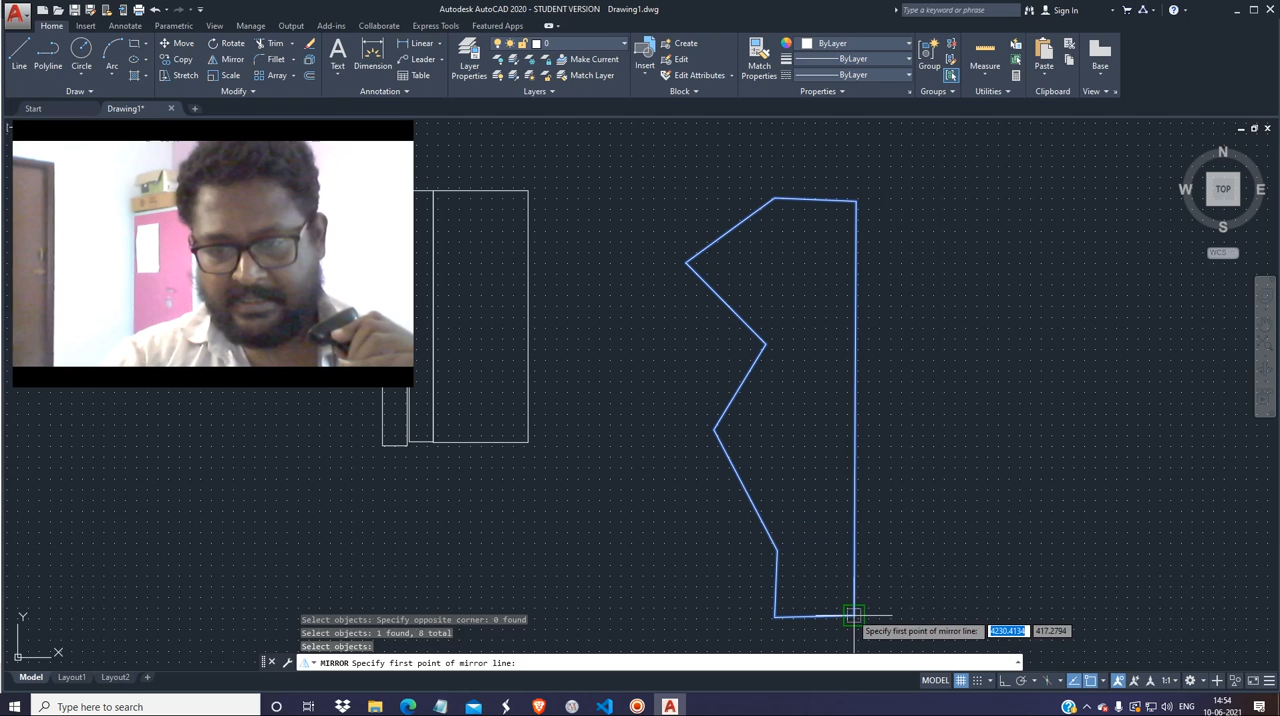 Autodesk AutoCAD 2020 - STUDENT VERSION Drawing1.dwg
Type a keyword or phrase
Sign In
Home Insert Annotate Parametric View Manage Output Add-ins Collaborate Express Tools Featured Apps
Line Polyline Circle Arc
Move Rotate Trim
Copy Mirror Fillet
Stretch Scale Array
Text Dimension
Linear
Leader
Table
Layer Properties
0
Make Current
Match Layer
Insert
Create
Edit
Edit Attributes
Match Properties
ByLayer
ByLayer
ByLayer
Group
Measure
Paste
Base
Draw Modify Annotation Layers Block Properties Groups Utilities Clipboard View
Start Drawing1*
N
W TOP E
S
WCS
Y
X
Select objects: Specify opposite corner: 0 found
Select objects: 1 found, 8 total
Select objects:
Specify first point of mirror line: 4230.4134 417.2794
MIRROR Specify first point of mirror line:
Model Layout1 Layout2
MODEL
1:1
Type here to search
ENG
14:54
10-06-2021